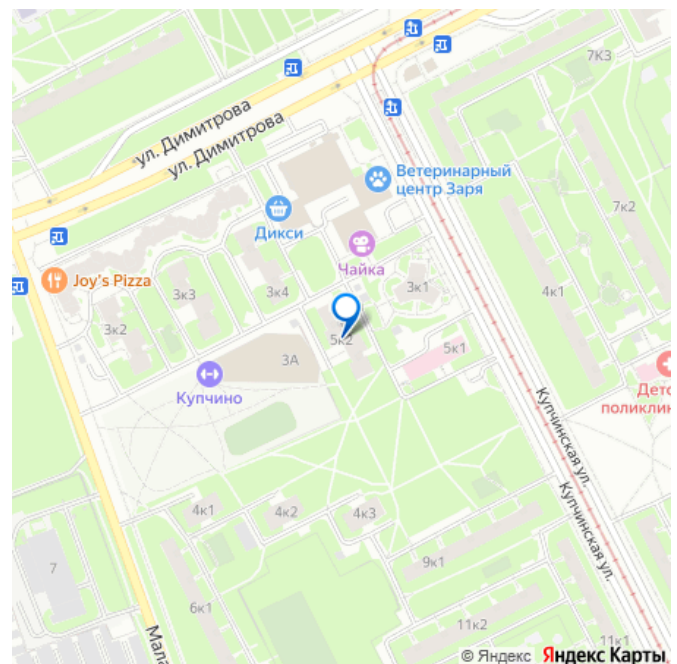 7К3
ул. Димитрова
ул. Димитрова
Ветеринарный
центр Заря
7к2
Дикси
Чайка
Joy's Pizza
3к3
3к4
3к1
4к1
3к2
5к2
5к1
3А
Купчино
Детс
поликлин
Купчинская ул.
Купчинская ул.
4к1
4к2
4к3
7
9к1
6к1
11к2
11к1
Мала
© Яндекс Яндекс Карты